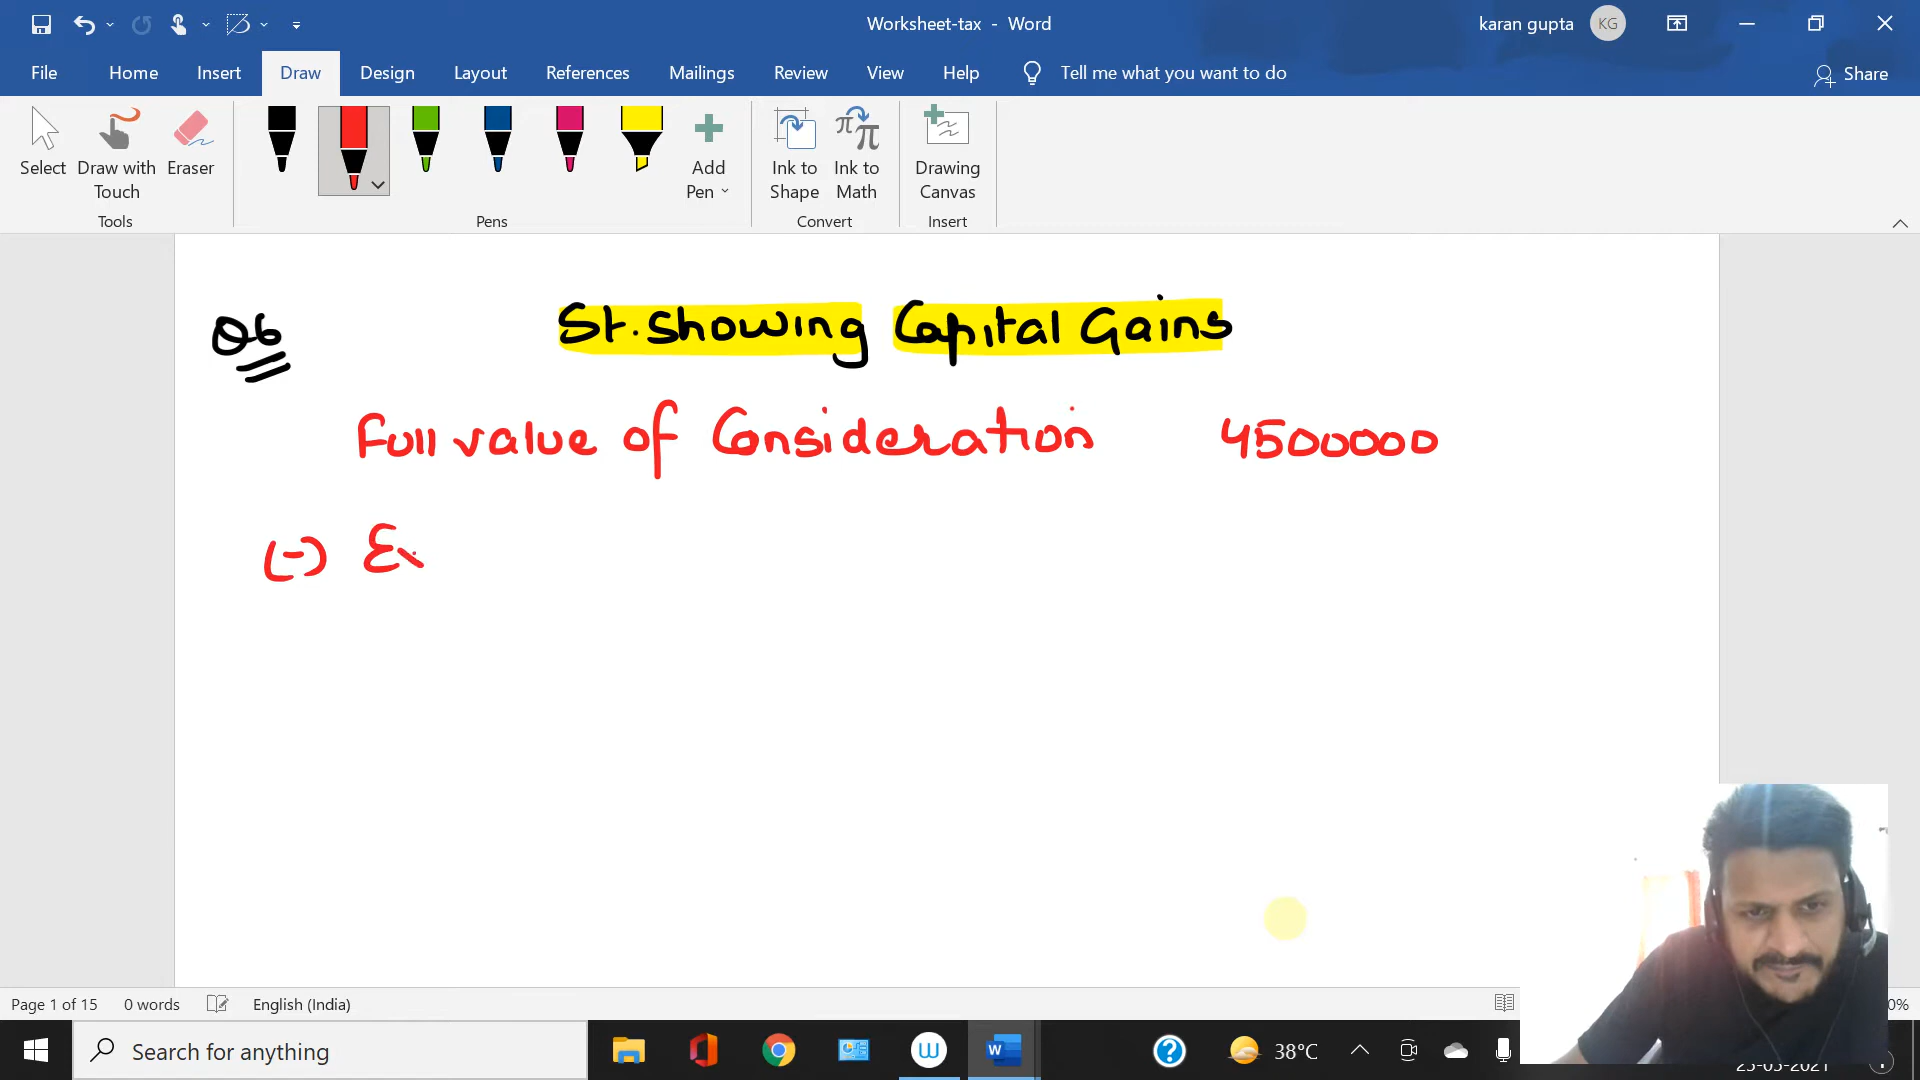 Worksheet-tax - Word
karan gupta KG
File Home Insert Draw Design Layout References Mailings Review View Help Tell me what you want to do Share
Select Draw with Touch Eraser Add Pen Ink to Shape Ink to Math Drawing Canvas
Tools Pens Convert Insert
Q6 St. Showing Capital Gains
Full value of Consideration 4500000
(-) Ex
Page 1 of 15 0 words English (India) 0%
W
Search for anything
38°C